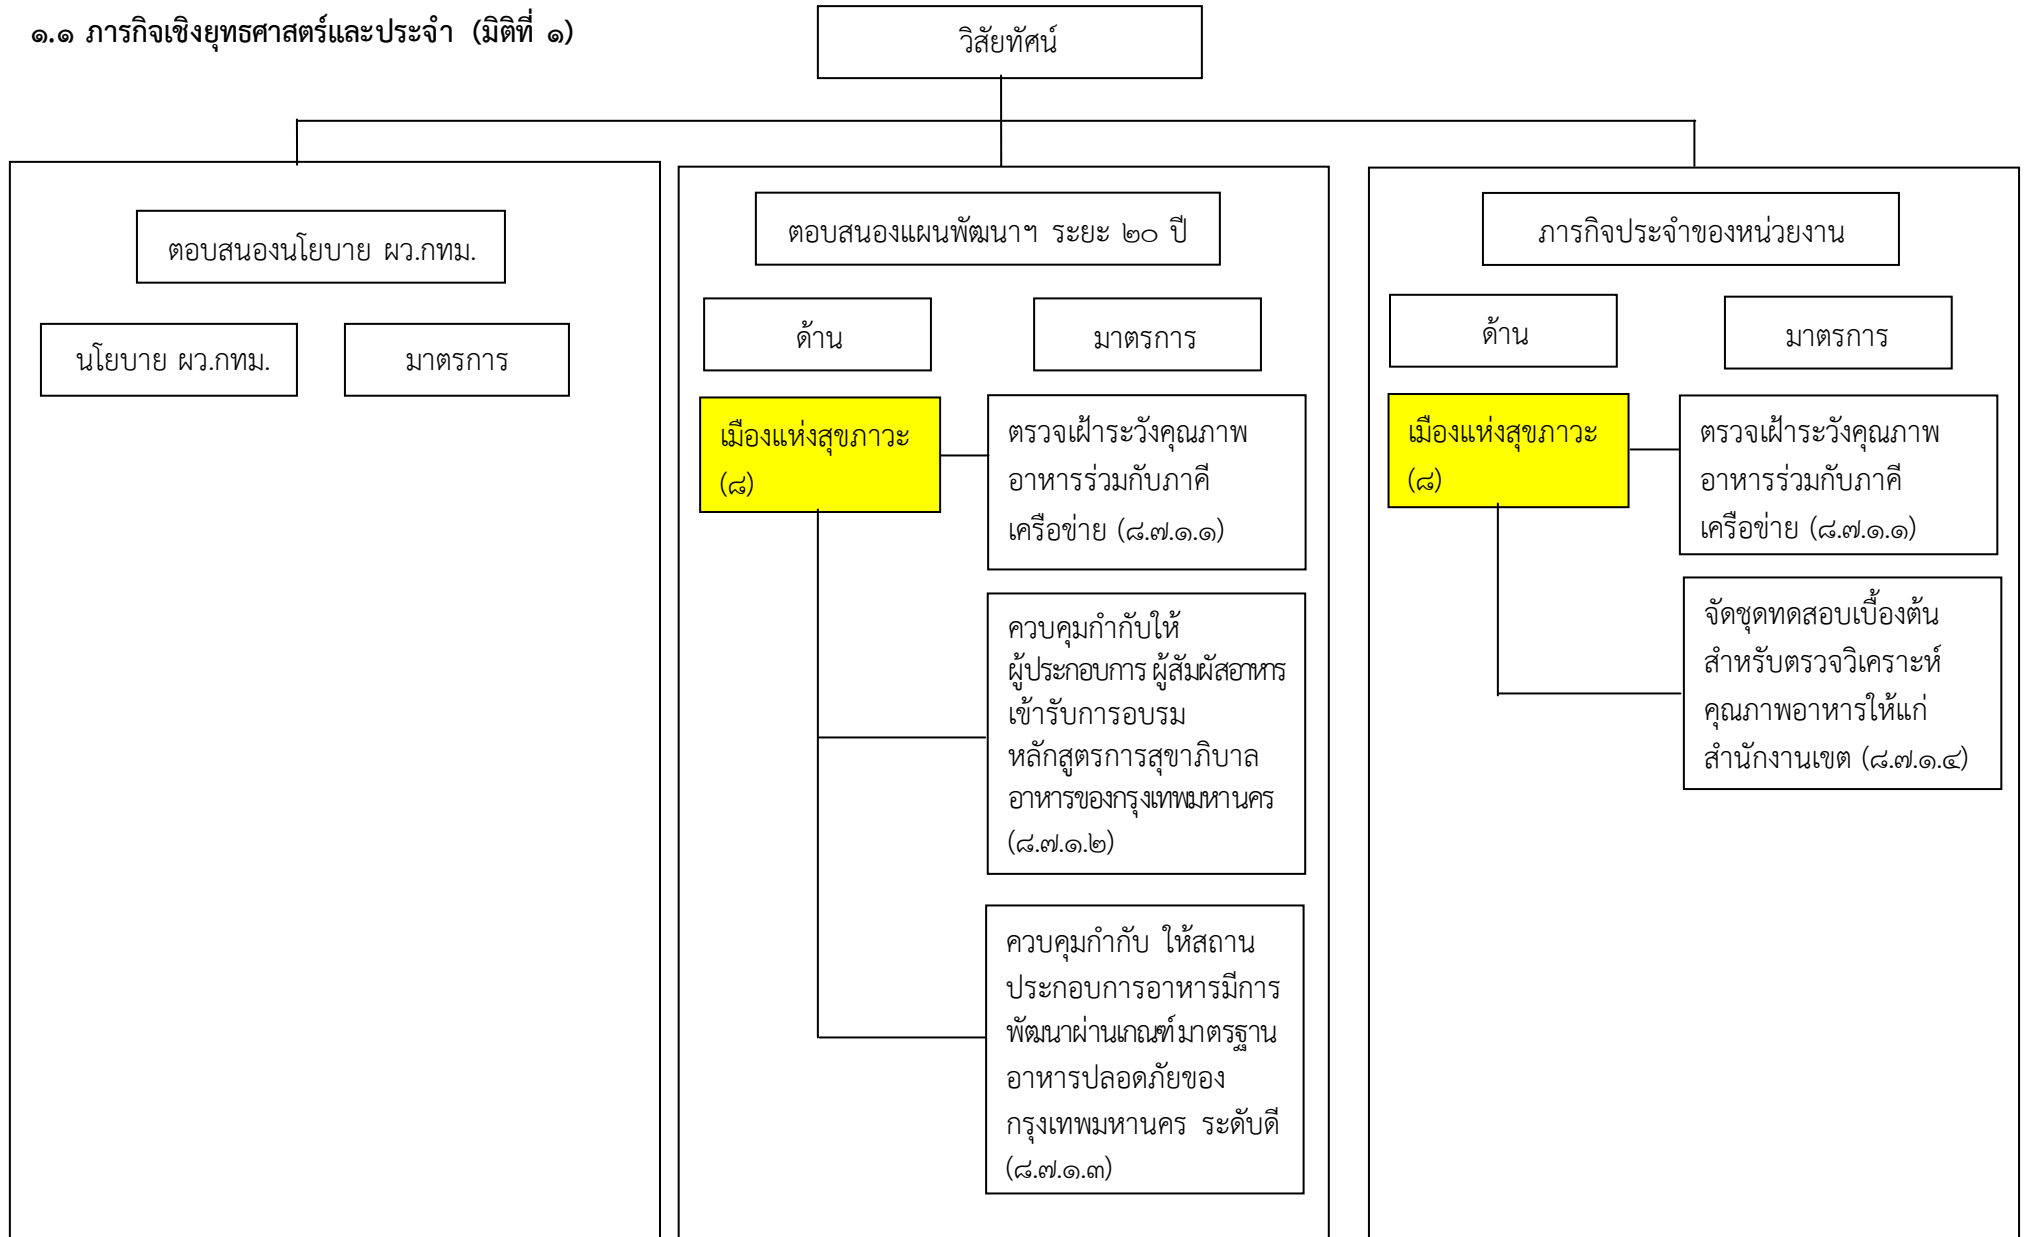 ๑.๑ ภารกิจเชิงยุทธศาสตร์และประจำ (มิติที่ ๑)
วิสัยทัศน์
ตอบสนองนโยบาย ผว.กทม.
นโยบาย ผว.กทม.
มาตรการ
ตอบสนองแผนพัฒนาฯ ระยะ ๒๐ ปี
ด้าน
มาตรการ
เมืองแห่งสุขภาวะ
(๘)
ตรวจเฝ้าระวังคุณภาพ
อาหารร่วมกับภาคี
เครือข่าย (๘.๗.๑.๑)
ควบคุมกำกับให้
ผู้ประกอบการ ผู้สัมผัสอาหาร
เข้ารับการอบรม
หลักสูตรการสุขาภิบาล
อาหารของกรุงเทพมหานคร
(๘.๗.๑.๒)
ควบคุมกำกับ ให้สถาน
ประกอบการอาหารมีการ
พัฒนาผ่านเกณฑ์มาตรฐาน
อาหารปลอดภัยของ
กรุงเทพมหานคร ระดับดี
(๘.๗.๑.๓)
ภารกิจประจำของหน่วยงาน
ด้าน
มาตรการ
เมืองแห่งสุขภาวะ
(๘)
ตรวจเฝ้าระวังคุณภาพ
อาหารร่วมกับภาคี
เครือข่าย (๘.๗.๑.๑)
จัดชุดทดสอบเบื้องต้น
สำหรับตรวจวิเคราะห์
คุณภาพอาหารให้แก่
สำนักงานเขต (๘.๗.๑.๔)